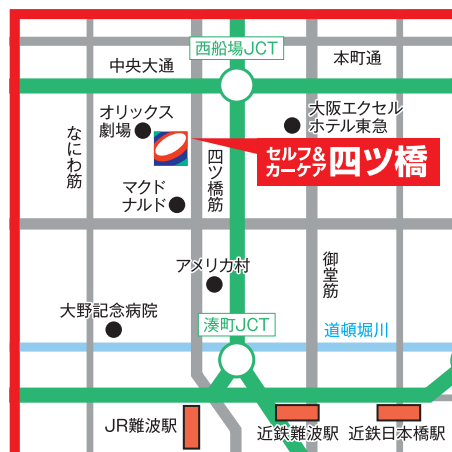 西船場JCT
中央大通
本町通
オリックス
劇場
大阪エクセル
ホテル東急
なにわ筋
四ツ橋筋
セルフ&
カーケア
四ツ橋
マクド
ナルド
アメリカ村
御堂筋
大野記念病院
湊町JCT
道頓堀川
JR難波駅
近鉄難波駅
近鉄日本橋駅